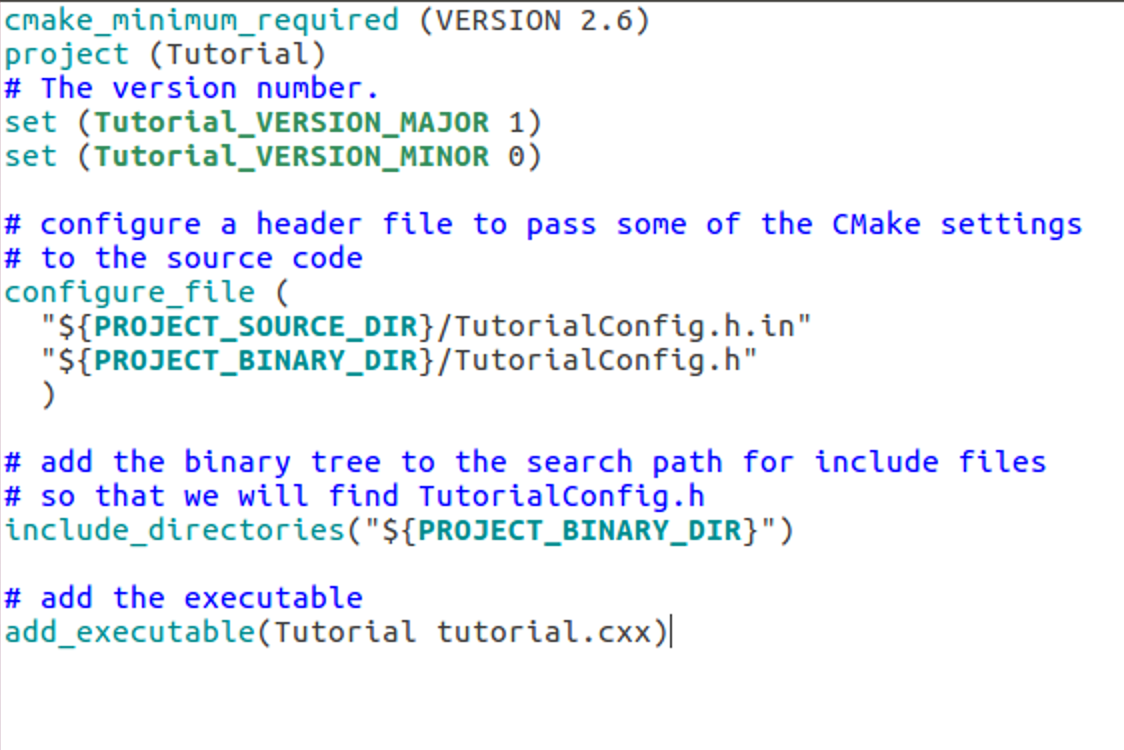 cmake_minimum_required (VERSION 2.6)
project (Tutorial)
# The version number.
set (Tutorial_VERSION_MAJOR 1)
set (Tutorial_VERSION_MINOR 0)

# configure a header file to pass some of the CMake settings
# to the source code
configure_file (
  "${PROJECT_SOURCE_DIR}/TutorialConfig.h.in"
  "${PROJECT_BINARY_DIR}/TutorialConfig.h"
  )

# add the binary tree to the search path for include files
# so that we will find TutorialConfig.h
include_directories("${PROJECT_BINARY_DIR}")

# add the executable
add_executable(Tutorial tutorial.cxx)